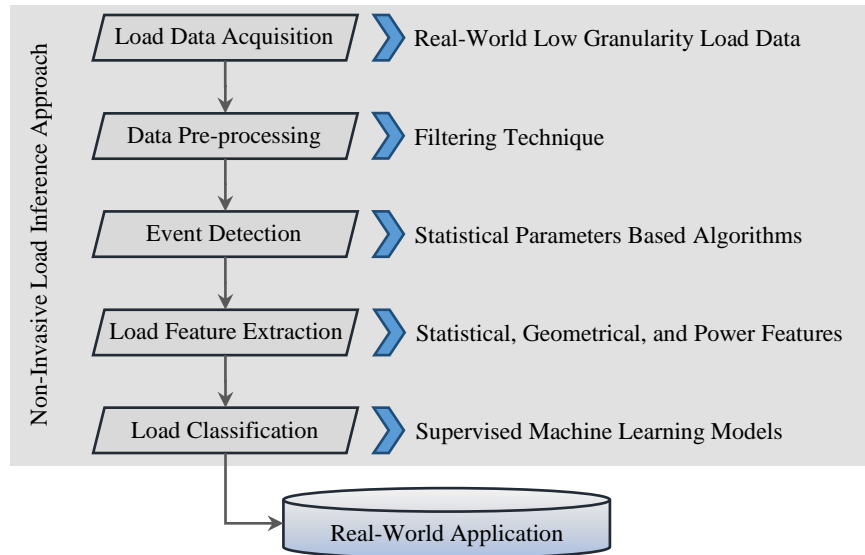 Non-Invasive Load Inference Approach
Load Data Acquisition
Real-World Low Granularity Load Data
Data Pre-processing
Filtering Technique
Event Detection
Statistical Parameters Based Algorithms
Load Feature Extraction
Statistical, Geometrical, and Power Features
Load Classification
Supervised Machine Learning Models
Real-World Application